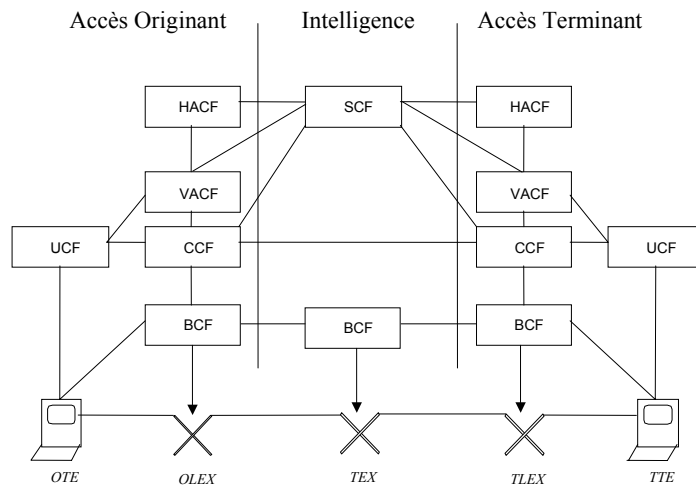 Accès Originant Intelligence Accès Terminant
HACF SCF HACF
VACF VACF
UCF CCF CCF UCF
BCF BCF BCF
OTE OLEX TEX TLEX TTE